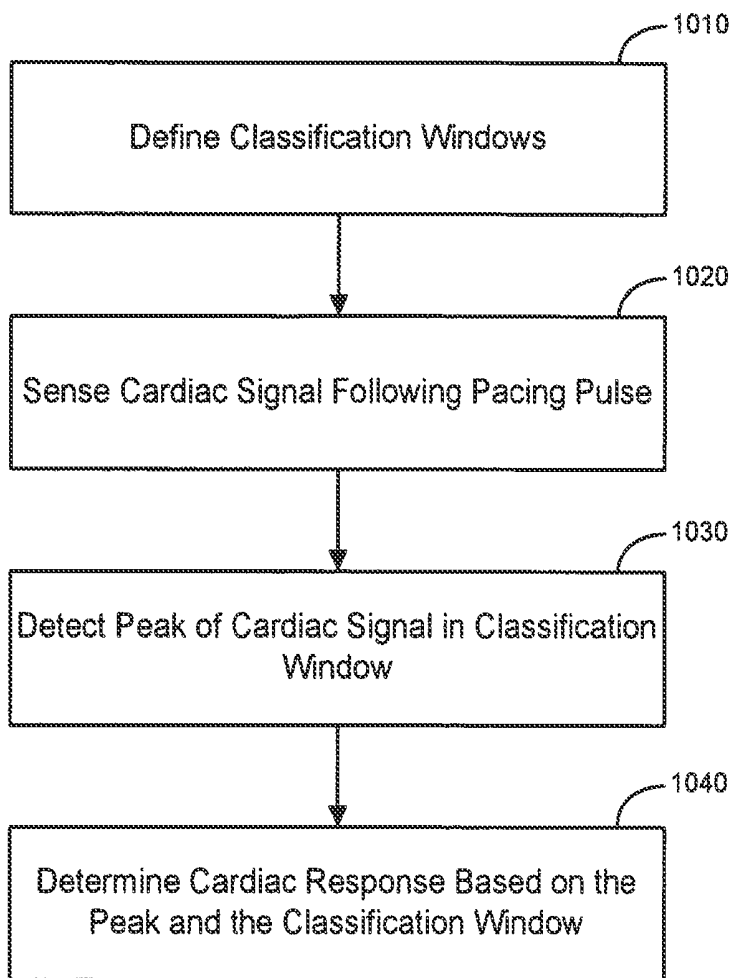 1010
Define Classification Windows
1020
Sense Cardiac Signal Following Pacing Pulse
1030
Detect Peak of Cardiac Signal in Classification
Window
1040
Determine Cardiac Response Based on the
Peak and the Classification Window